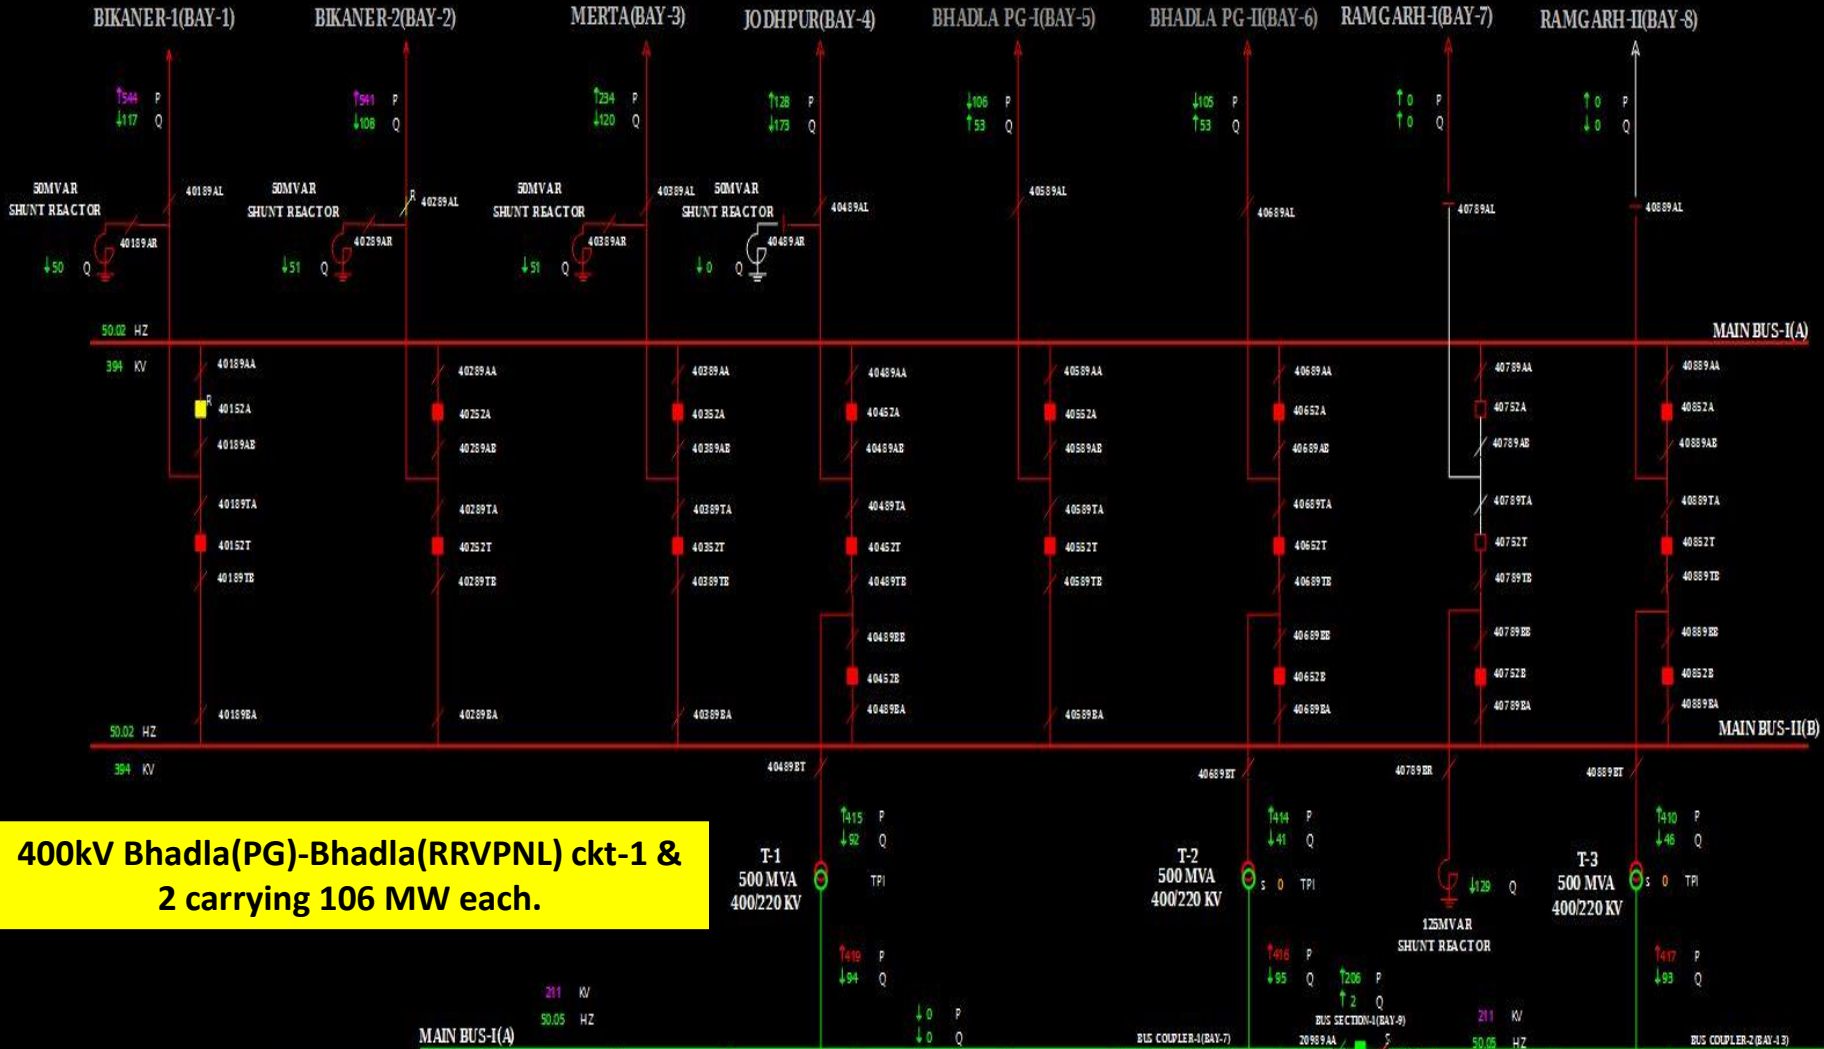 BIKANER-1(BAY-1) BIKANER-2(BAY-2) MERTA(BAY-3) JODHPUR(BAY-4) BHADLA PG-I(BAY-5) BHADLA PG-II(BAY-6) RAMGARH-I(BAY-7) RAMGARH-II(BAY-8)
↑544 P ↑541 P ↑234 P ↑128 P ↓106 P ↓105 P ↑0 P ↑0 P
↓117 Q ↓108 Q ↓120 Q ↓173 Q ↑53 Q ↑53 Q ↑0 Q ↓0 Q
50MVAR 50MVAR 50MVAR 50MVAR
SHUNT REACTOR SHUNT REACTOR SHUNT REACTOR SHUNT REACTOR
40189AL R 40289AL 40389AL 40489AL 40589AL 40689AL 40789AL 40889AL
40189AR 40289AR 40389AR 40489AR
↓50 Q ↓51 Q ↓51 Q ↓0 Q
50.02 HZ MAIN BUS-I(A)
394 KV
40189AA 40289AA 40389AA 40489AA 40589AA 40689AA 40789AA 40889AA
R 40152A 40252A 40352A 40452A 40552A 40652A 40752A 40852A
40189AB 40289AB 40389AB 40489AB 40589AB 40689AB 40789AB 40889AB
40189TA 40289TA 40389TA 40489TA 40589TA 40689TA 40789TA 40889TA
40152T 40252T 40352T 40452T 40552T 40652T 40752T 40852T
40189TB 40289TB 40389TB 40489TB 40589TB 40689TB 40789TB 40889TB
40489BB 40689BB 40789BB 40889BB
40452B 40652B 40752B 40852B
40189BA 40289BA 40389BA 40489BA 40589BA 40689BA 40789BA 40889BA
50.02 HZ MAIN BUS-II(B)
394 KV
40489BT 40689BT 40789BR 40889BT
↑415 P ↑414 P ↑410 P
↓92 Q ↓41 Q ↓46 Q
400kV Bhadla(PG)-Bhadla(RRVPNL) ckt-1 &
2 carrying 106 MW each.
T-1 T-2 T-3
500 MVA TPI 500 MVA S 0 TPI ↓129 Q 500 MVA S 0 TPI
400/220 KV 400/220 KV 400/220 KV
125MVAR
SHUNT REACTOR
↑419 P ↑416 P ↑417 P
↓94 Q ↓95 Q ↓93 Q
↑206 P
↑2 Q
211 KV ↓0 P BUS SECTION-1(BAY-9) 211 KV
50.05 HZ ↓0 Q 20989AA S 50.05 HZ
MAIN BUS-I(A) BUS COUPLER-1(BAY-7) BUS COUPLER-2(BAY-13)